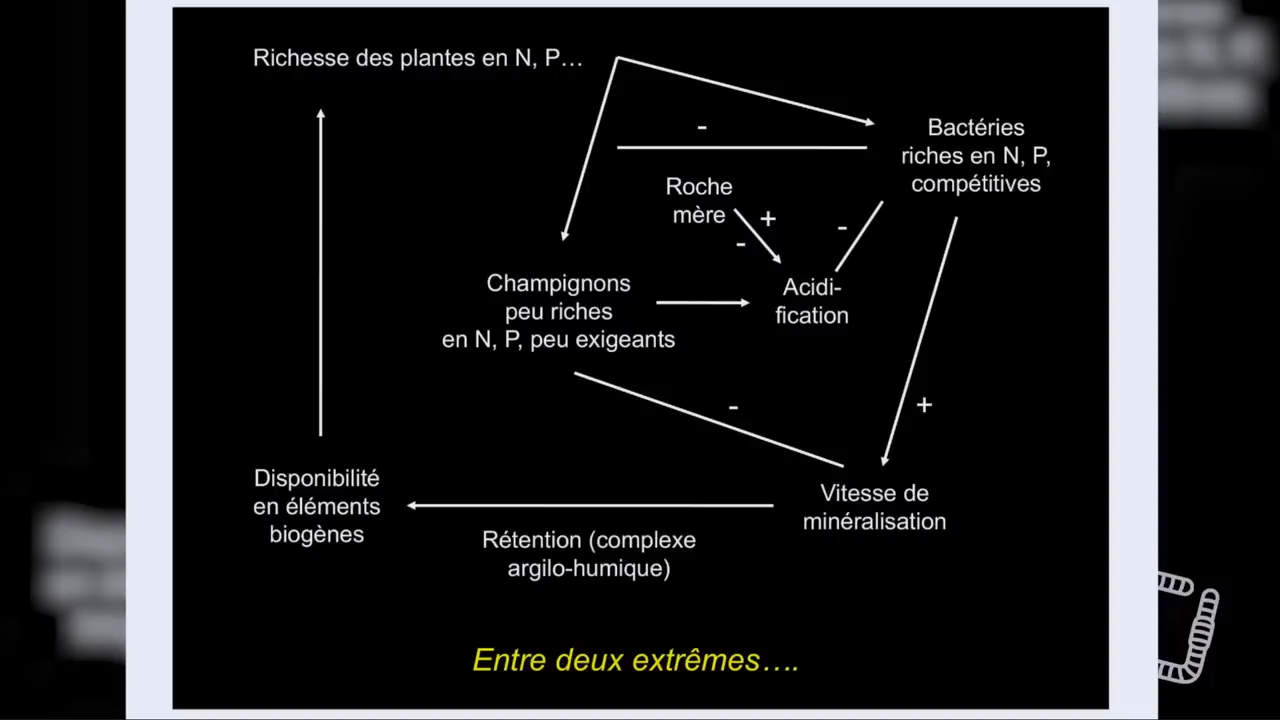 Richesse des plantes en N, P…
Bactéries
riches en N, P,
compétitives
-
Roche
mère
+
-
-
Champignons
peu riches
en N, P, peu exigeants
Acidi-
fication
-
+
Disponibilité
en éléments
biogènes
Vitesse de
minéralisation
Rétention (complexe
argilo-humique)
Entre deux extrêmes….